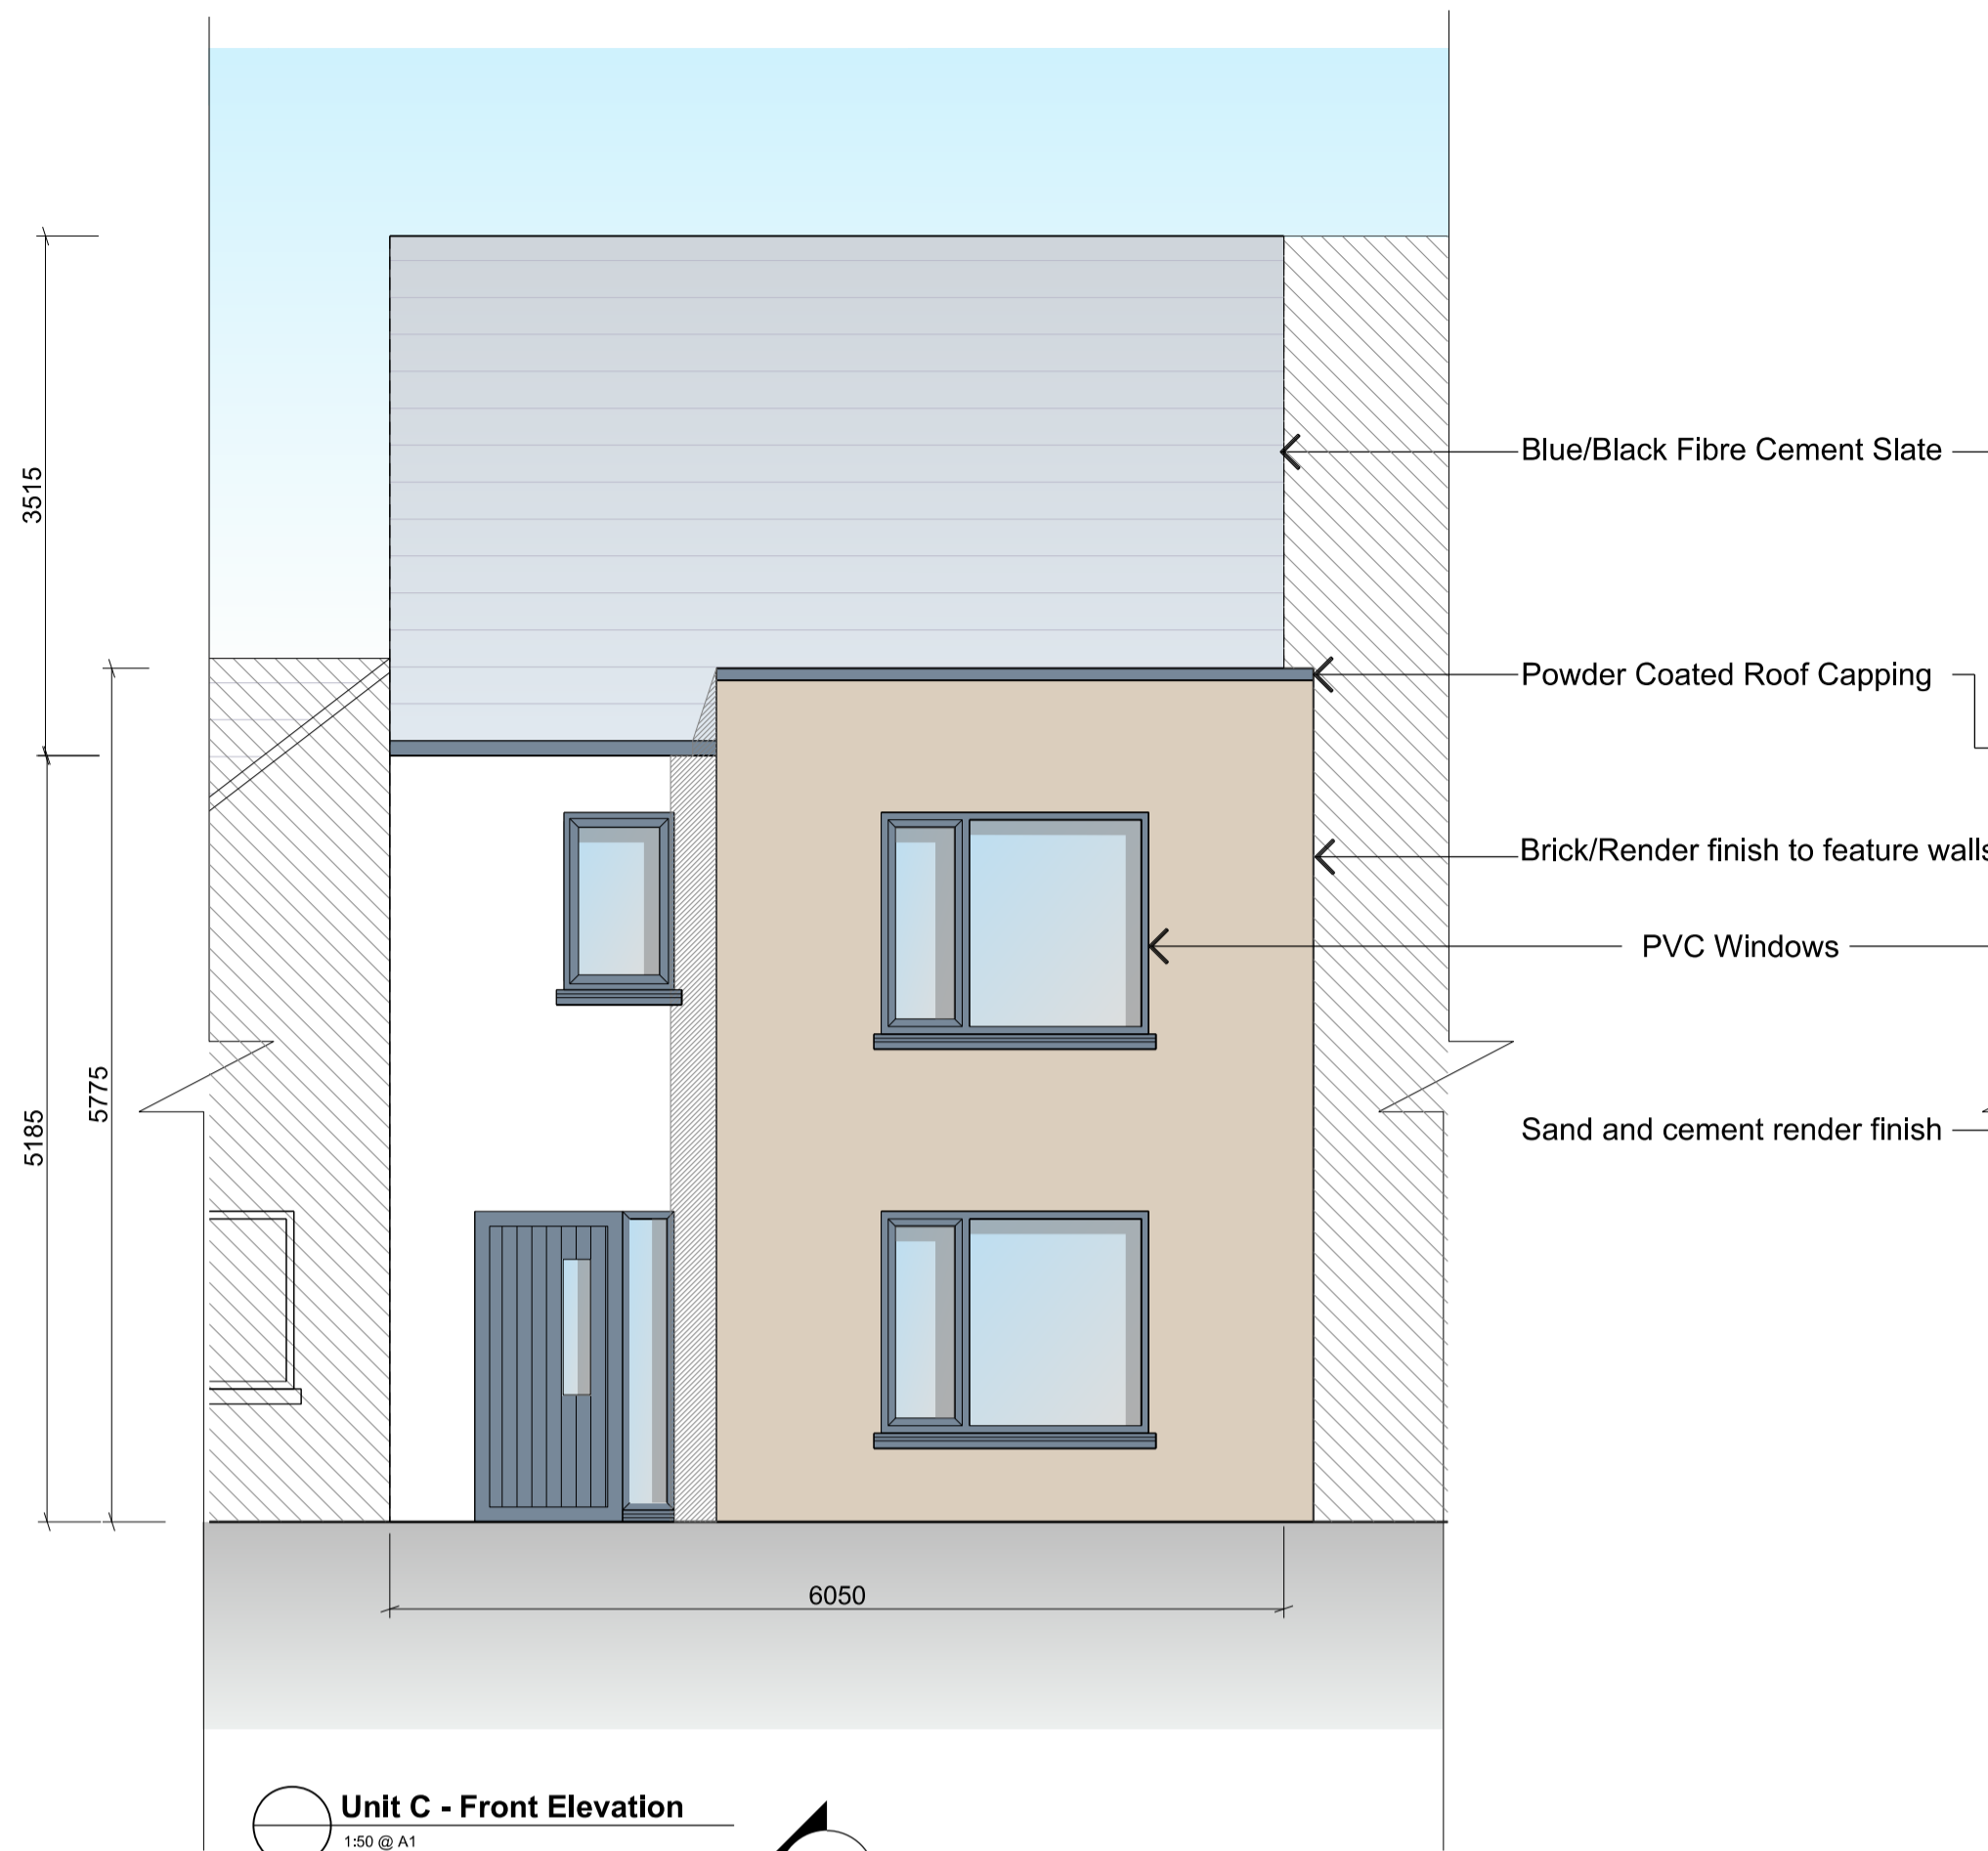 3515
5775
5185
Blue/Black Fibre Cement Slate
Powder Coated Roof Capping
Brick/Render finish to feature walls
PVC Windows
Sand and cement render finish
6050
Unit C - Front Elevation
1:50 @ A1